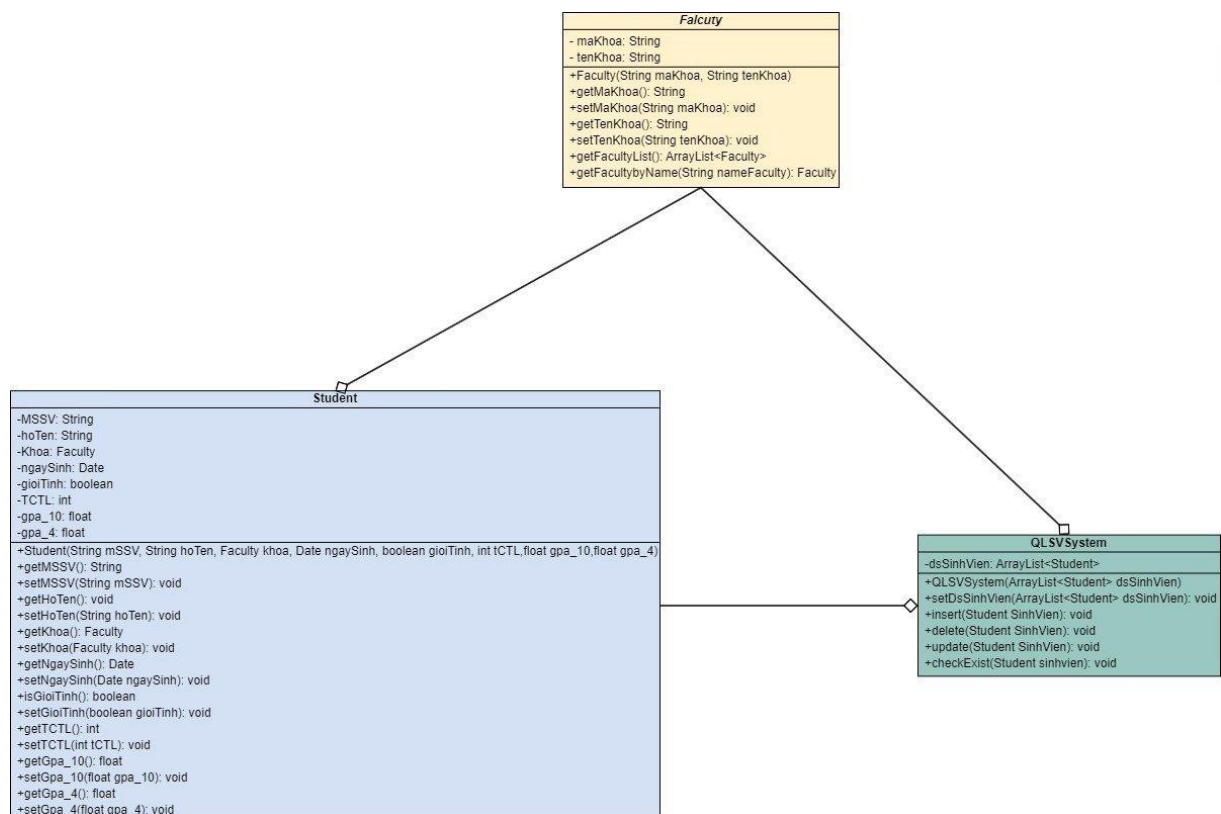 Falcuty
- maKhoa: String
- tenKhoa: String
+Faculty(String maKhoa, String tenKhoa)
+getMaKhoa(): String
+setMaKhoa(String maKhoa): void
+getTenKhoa(): String
+setTenKhoa(String tenKhoa): void
+getFacultyList(): ArrayList<Faculty>
+getFacultybyName(String nameFaculty): Faculty
Student
-MSSV: String
-hoTen: String
-Khoa: Faculty
-ngaySinh: Date
-gioiTinh: boolean
-TCTL: int
-gpa_10: float
-gpa_4: float
+Student(String mSSV, String hoTen, Faculty khoa, Date ngaySinh, boolean gioiTinh, int tCTL,float gpa_10,float gpa_4)
+getMSSV(): String
+setMSSV(String mSSV): void
+getHoTen(): void
+setHoTen(String hoTen): void
+getKhoa(): Faculty
+setKhoa(Faculty khoa): void
+getNgaySinh(): Date
+setNgaySinh(Date ngaySinh): void
+isGioiTinh(): boolean
+setGioiTinh(boolean gioiTinh): void
+getTCTL(): int
+setTCTL(int tCTL): void
+getGpa_10(): float
+setGpa_10(float gpa_10): void
+getGpa_4(): float
+setGpa_4(float gpa_4): void
QLSVSystem
-dsSinhVien: ArrayList<Student>
+QLSVSystem(ArrayList<Student> dsSinhVien)
+setDsSinhVien(ArrayList<Student> dsSinhVien): void
+insert(Student SinhVien): void
+delete(Student SinhVien): void
+update(Student SinhVien): void
+checkExist(Student sinhvien): void